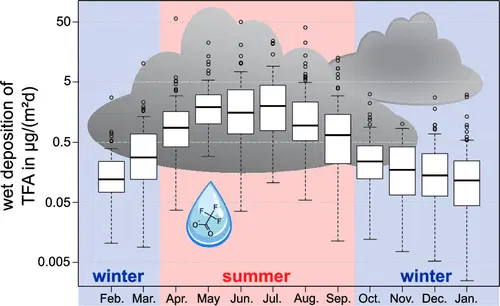 wet deposition of
TFA in µg/(m²d)
50
5
0.5
0.05
0.005
F
F
F
O
O
-
winter
summer
winter
Feb. Mar. Apr. May Jun. Jul. Aug. Sep. Oct. Nov. Dec. Jan.